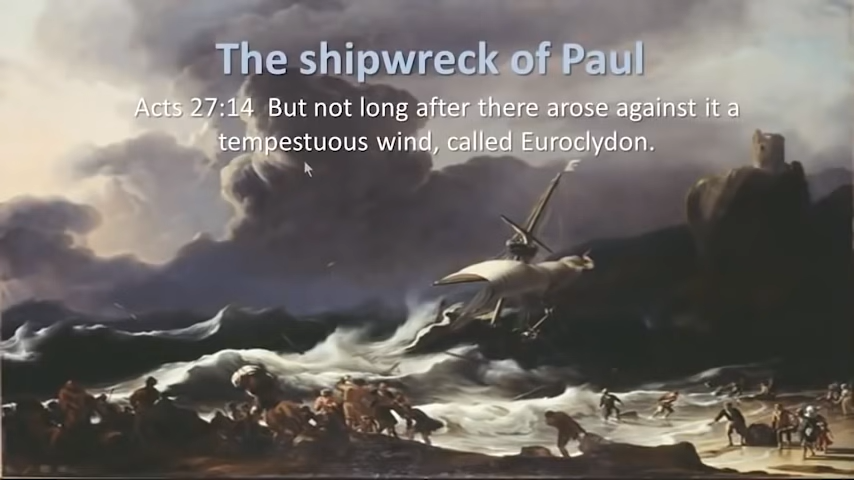 The shipwreck of Paul
Acts 27:14 But not long after there arose against it a
tempestuous wind, called Euroclydon.